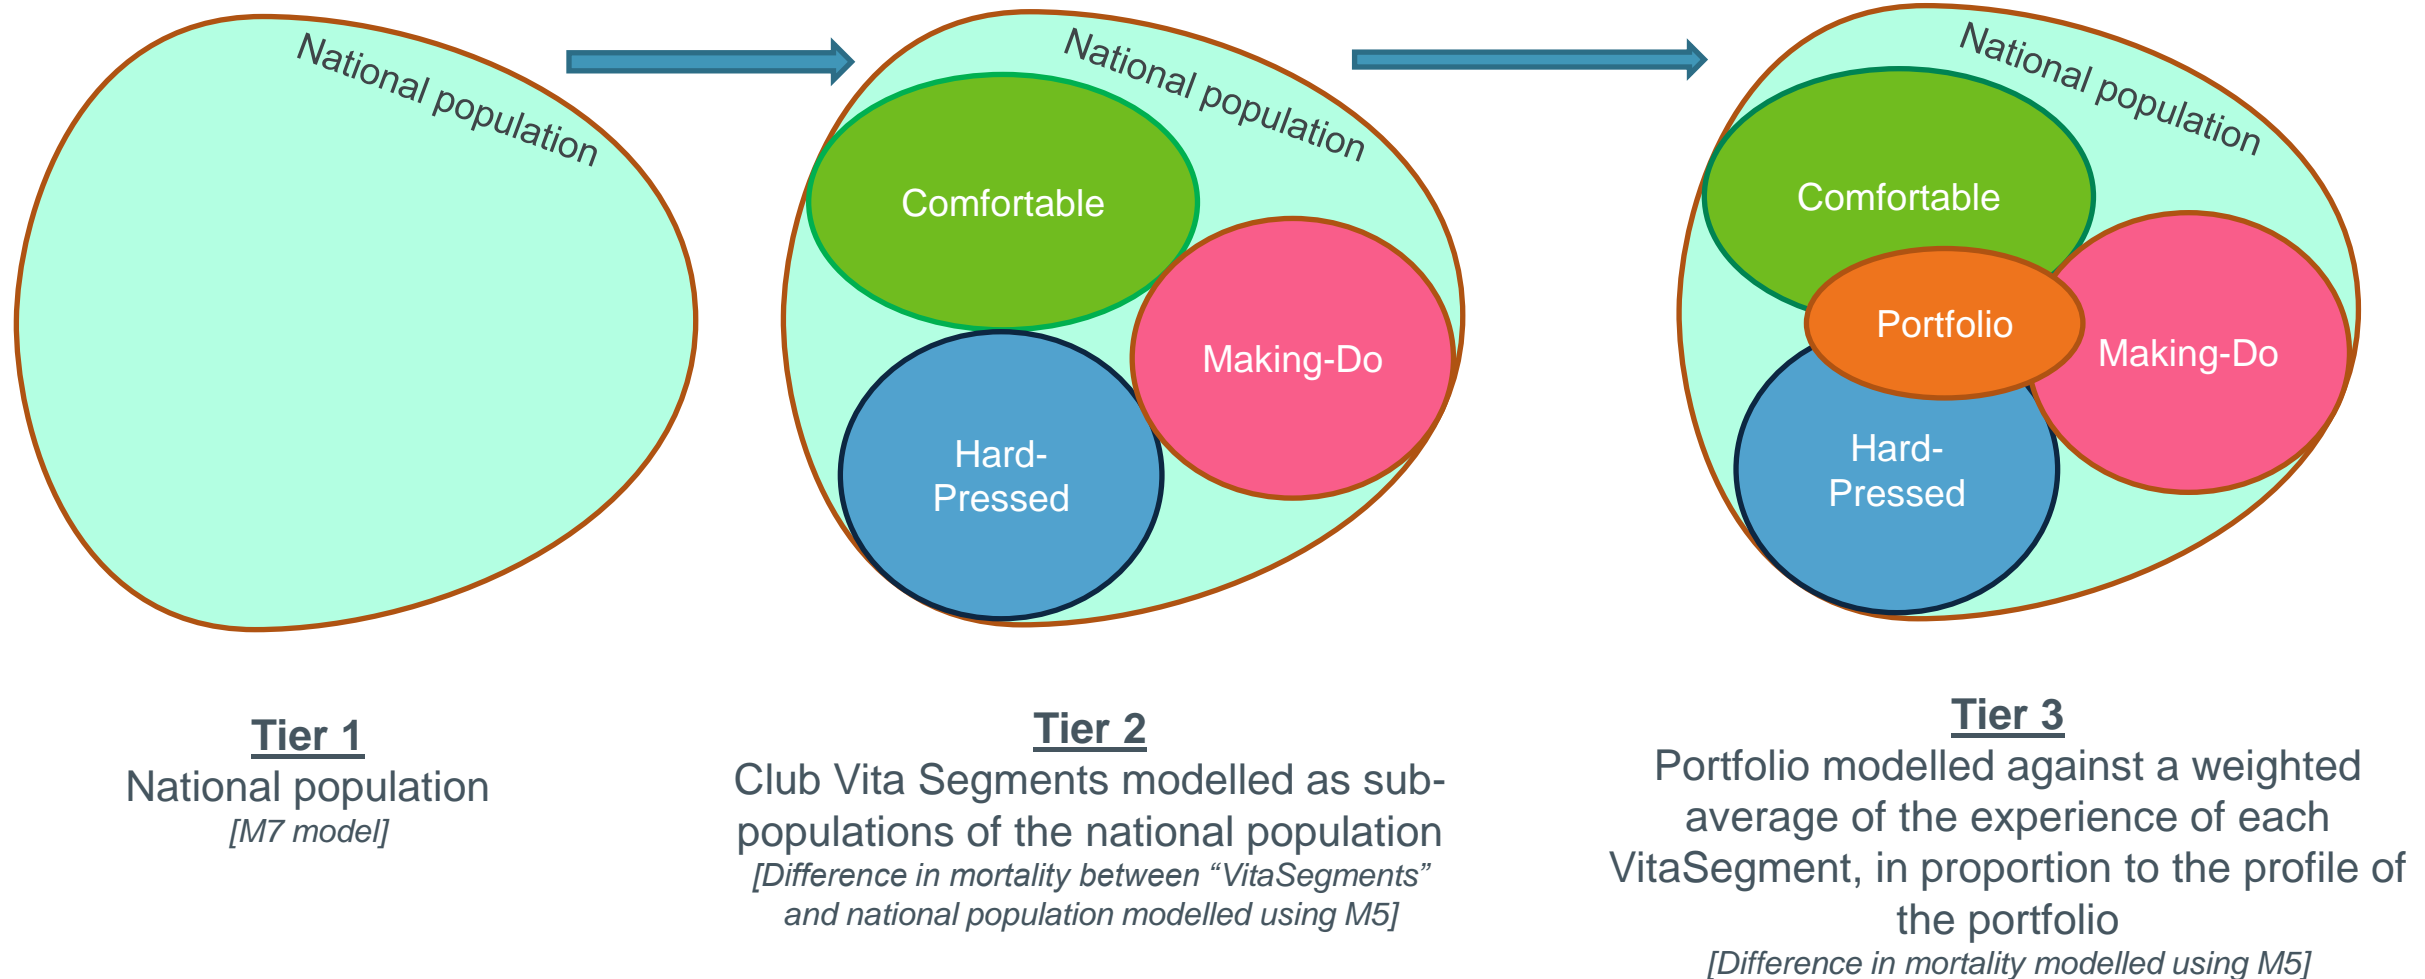 National population
Tier 1
National population
[M7 model]
National population
Comfortable
Making-Do
Hard-
Pressed
Tier 2
Club Vita Segments modelled as sub-
populations of the national population
[Difference in mortality between “VitaSegments”
and national population modelled using M5]
National population
Comfortable
Portfolio
Making-Do
Hard-
Pressed
Tier 3
Portfolio modelled against a weighted
average of the experience of each
VitaSegment, in proportion to the profile of
the portfolio
[Difference in mortality modelled using M5]